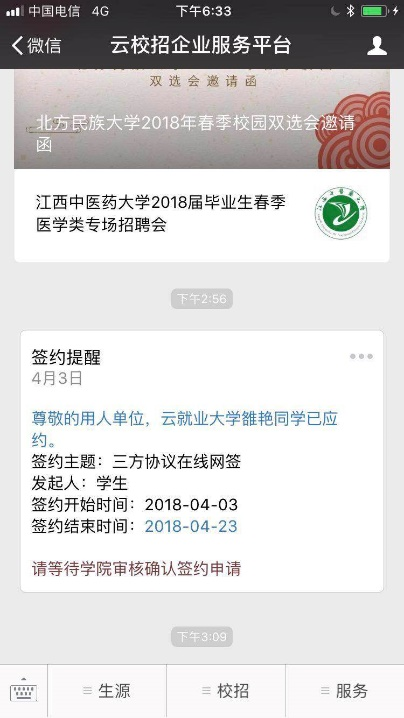 中国电信 4G 下午6:33
微信 云校招企业服务平台
双选会邀请函
北方民族大学2018年春季校园双选会邀请
函
江西中医药大学2018届毕业生春季
医学类专场招聘会
下午2:56
签约提醒
4月3日
尊敬的用人单位，云就业大学雒艳同学已应
约。
签约主题：三方协议在线网签
发起人：学生
签约开始时间：2018-04-03
签约结束时间：2018-04-23
请等待学院审核确认签约申请
下午3:09
生源 校招 服务